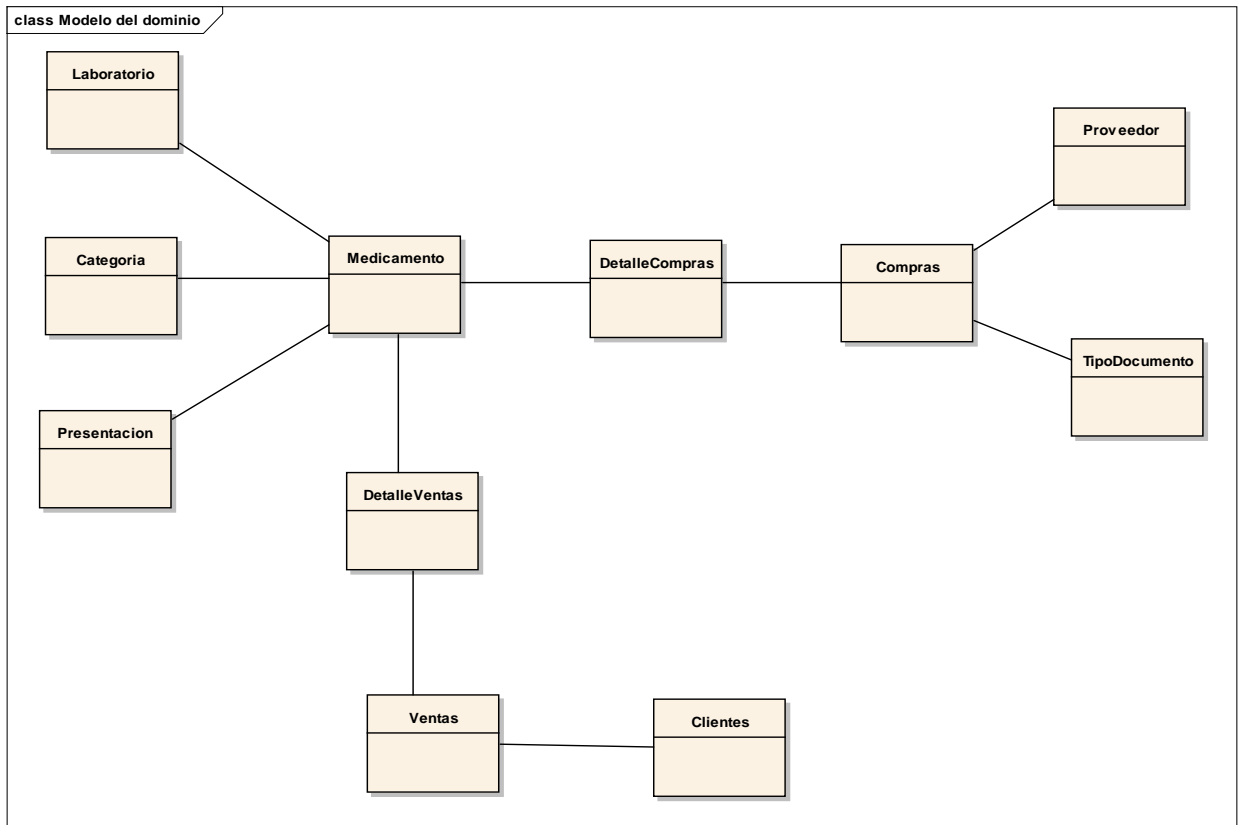 class Modelo del dominio
Laboratorio
Proveedor
Categoria
Medicamento
DetalleCompras
Compras
TipoDocumento
Presentacion
DetalleVentas
Ventas
Clientes